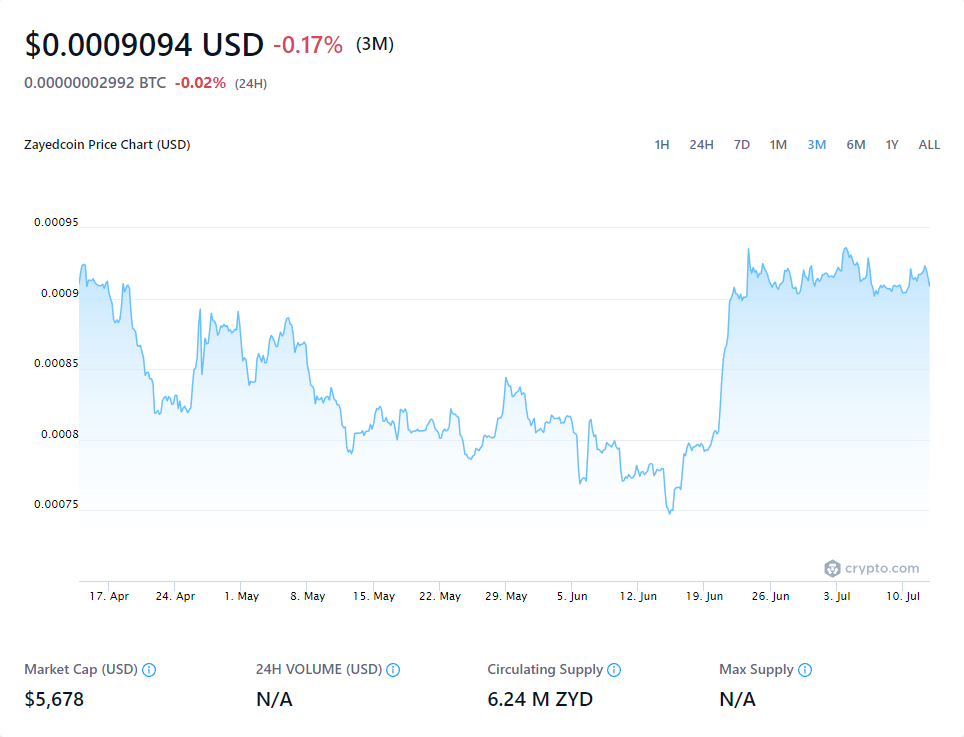 $0.0009094 USD -0.17% (3M)
0.00000002992 BTC -0.02% (24H)
Zayedcoin Price Chart (USD)
1H 24H 7D 1M 3M 6M 1Y ALL
0.00095
0.0009
0.00085
0.0008
0.00075
crypto.com
17. Apr 24. Apr 1. May 8. May 15. May 22. May 29. May 5. Jun 12. Jun 19. Jun 26. Jun 3. Jul 10. Jul
Market Cap (USD) 24H VOLUME (USD) Circulating Supply Max Supply
$5,678 N/A 6.24 M ZYD N/A